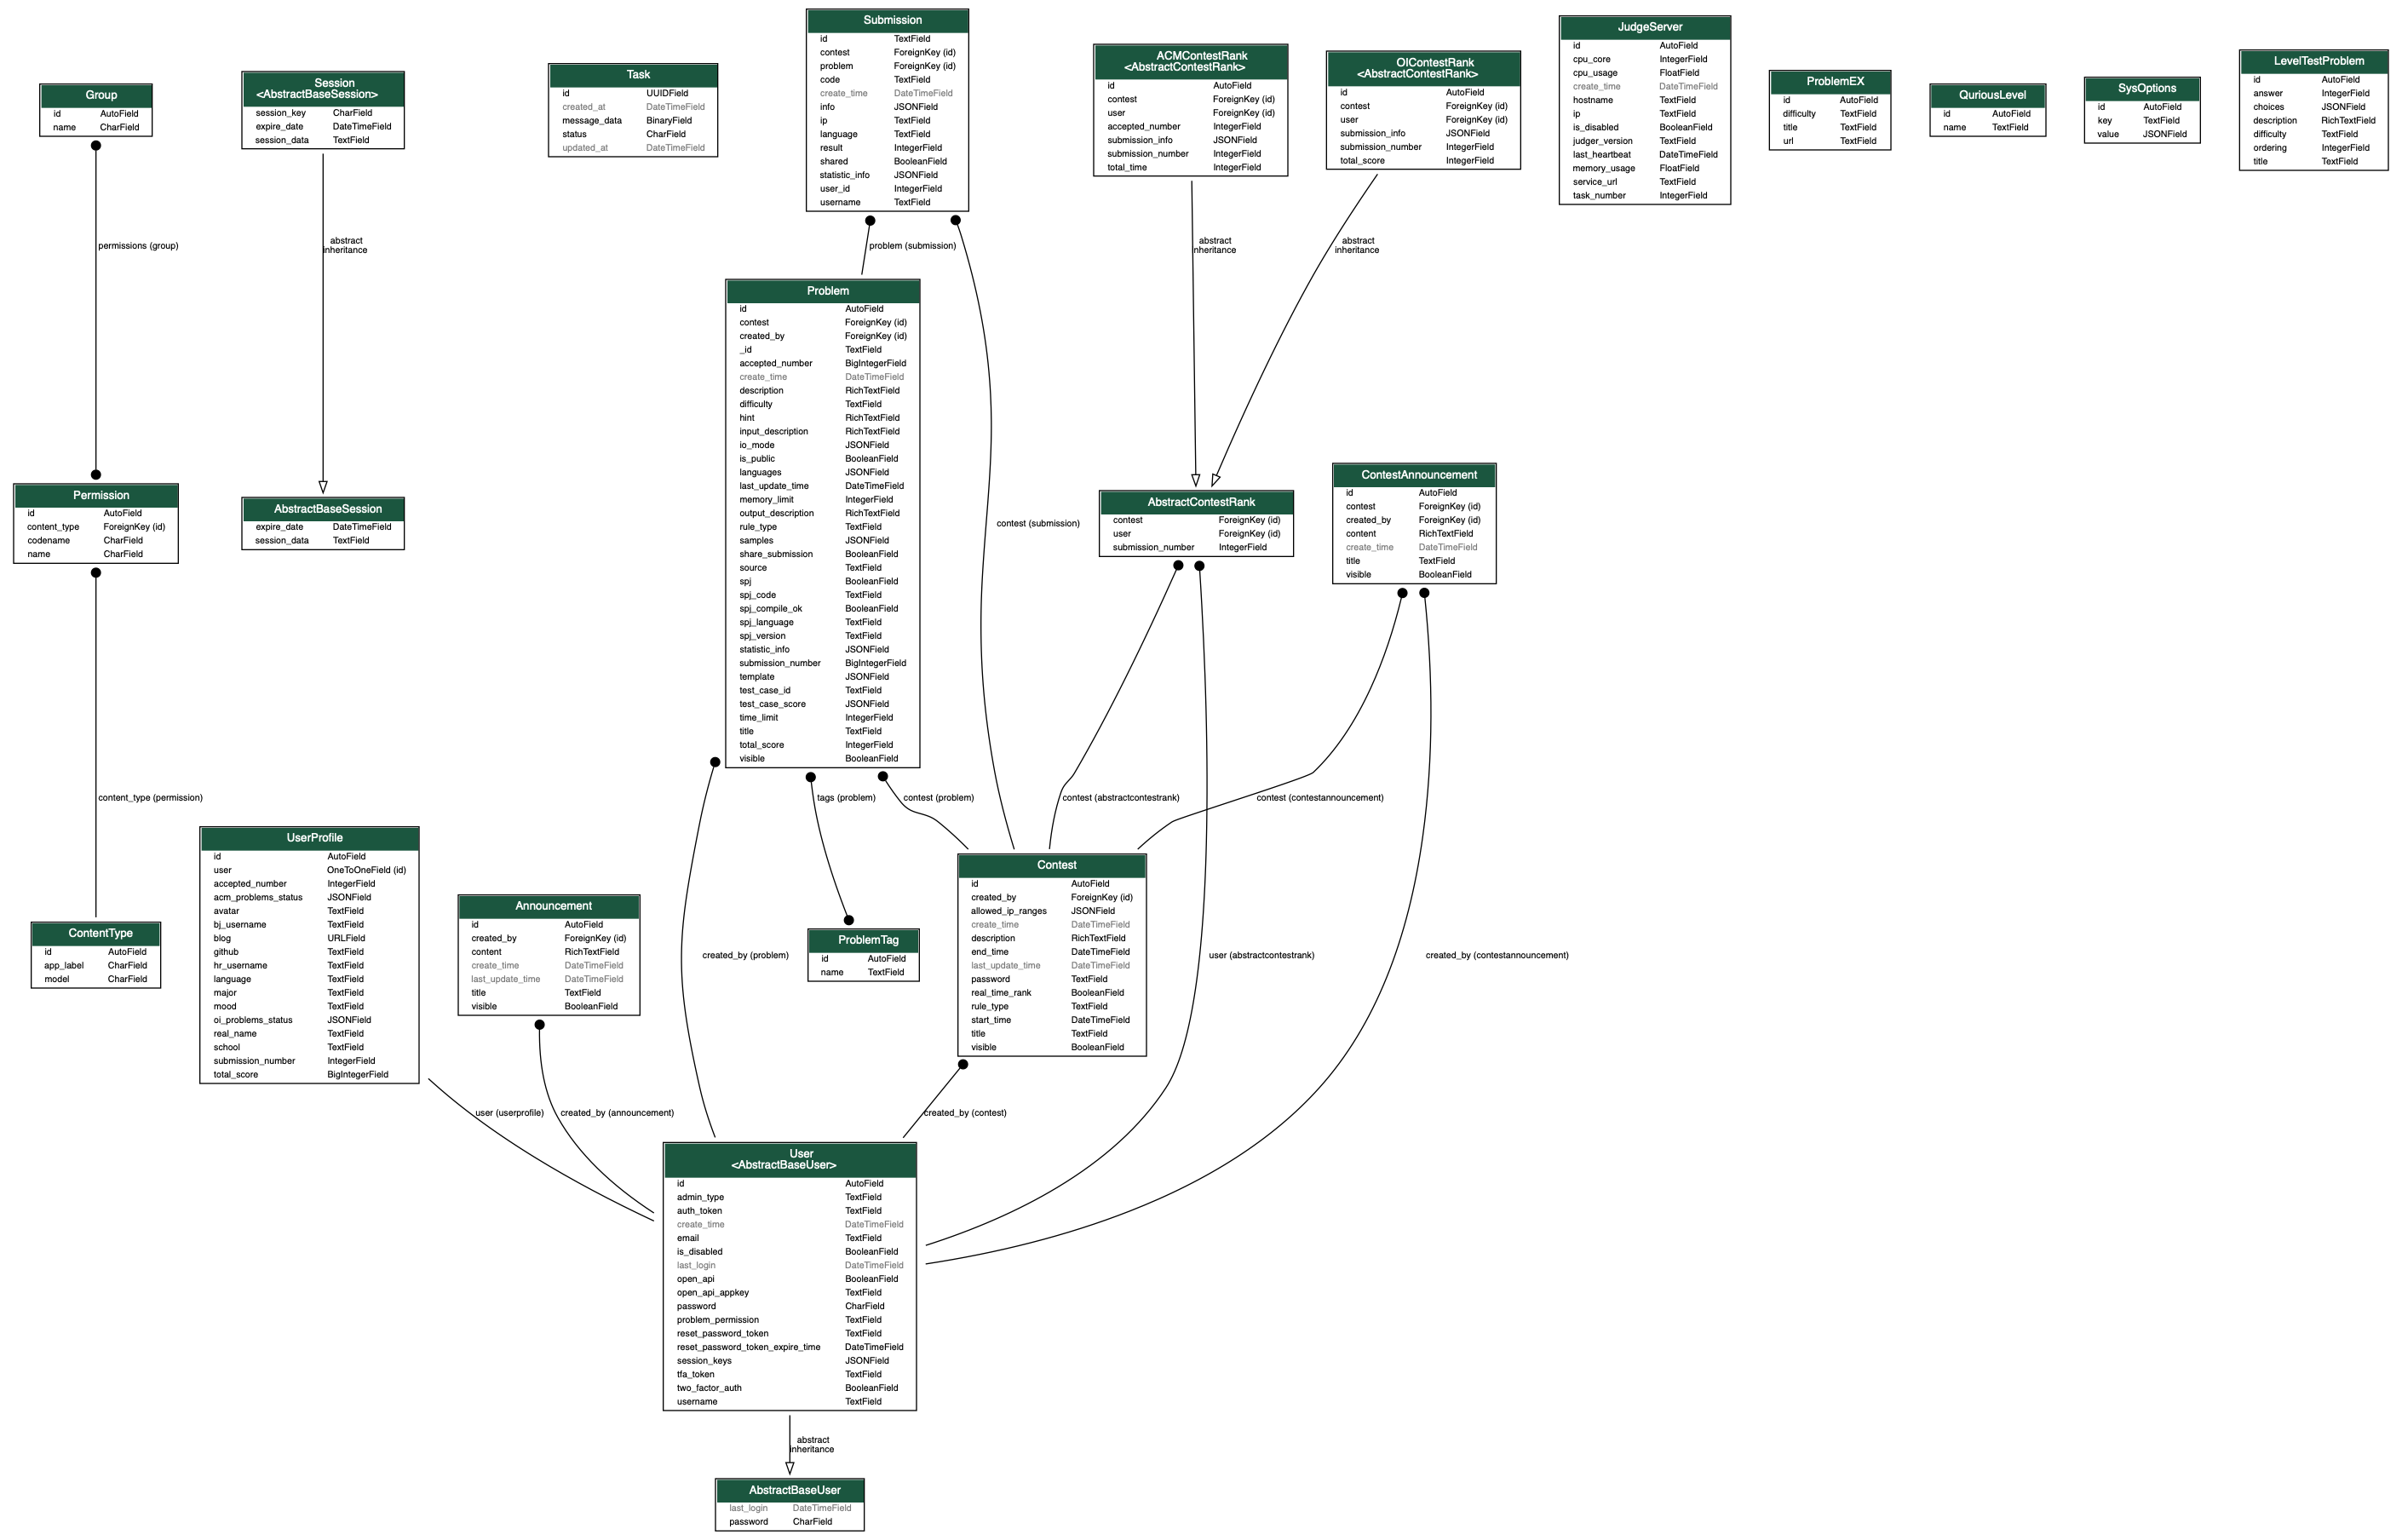 Group
id AutoField
name CharField
Session
<AbstractBaseSession>
session_key CharField
expire_date DateTimeField
session_data TextField
Task
id UUIDField
created_at DateTimeField
message_data BinaryField
status CharField
updated_at DateTimeField
Submission
id TextField
contest ForeignKey (id)
problem ForeignKey (id)
code TextField
create_time DateTimeField
info JSONField
ip TextField
language TextField
result IntegerField
shared BooleanField
statistic_info JSONField
user_id IntegerField
username TextField
ACMContestRank
<AbstractContestRank>
id AutoField
contest ForeignKey (id)
user ForeignKey (id)
accepted_number IntegerField
submission_info JSONField
submission_number IntegerField
total_time IntegerField
OIContestRank
<AbstractContestRank>
id AutoField
contest ForeignKey (id)
user ForeignKey (id)
submission_info JSONField
submission_number IntegerField
total_score IntegerField
JudgeServer
id AutoField
cpu_core IntegerField
cpu_usage FloatField
create_time DateTimeField
hostname TextField
ip TextField
is_disabled BooleanField
judger_version TextField
last_heartbeat DateTimeField
memory_usage FloatField
service_url TextField
task_number IntegerField
ProblemEX
id AutoField
difficulty TextField
title TextField
url TextField
QuriousLevel
id AutoField
name TextField
SysOptions
id AutoField
key TextField
value JSONField
LevelTestProblem
id AutoField
answer IntegerField
choices JSONField
description RichTextField
difficulty TextField
ordering IntegerField
title TextField
permissions (group)
abstract
inheritance
problem (submission)
abstract
inheritance
abstract
inheritance
Problem
id AutoField
contest ForeignKey (id)
created_by ForeignKey (id)
_id TextField
accepted_number BigIntegerField
create_time DateTimeField
description RichTextField
difficulty TextField
hint RichTextField
input_description RichTextField
io_mode JSONField
is_public BooleanField
languages JSONField
last_update_time DateTimeField
memory_limit IntegerField
output_description RichTextField
rule_type TextField
samples JSONField
share_submission BooleanField
source TextField
spj BooleanField
spj_code TextField
spj_compile_ok BooleanField
spj_language TextField
spj_version TextField
statistic_info JSONField
submission_number BigIntegerField
template JSONField
test_case_id TextField
test_case_score JSONField
time_limit IntegerField
title TextField
total_score IntegerField
visible BooleanField
Permission
id AutoField
content_type ForeignKey (id)
codename CharField
name CharField
AbstractBaseSession
expire_date DateTimeField
session_data TextField
contest (submission)
AbstractContestRank
contest ForeignKey (id)
user ForeignKey (id)
submission_number IntegerField
ContestAnnouncement
id AutoField
contest ForeignKey (id)
created_by ForeignKey (id)
content RichTextField
create_time DateTimeField
title TextField
visible BooleanField
content_type (permission)
tags (problem)
contest (problem)
contest (abstractcontestrank)
contest (contestannouncement)
UserProfile
id AutoField
user OneToOneField (id)
accepted_number IntegerField
acm_problems_status JSONField
avatar TextField
bj_username TextField
blog URLField
github TextField
hr_username TextField
language TextField
major TextField
mood TextField
oi_problems_status JSONField
real_name TextField
school TextField
submission_number IntegerField
total_score BigIntegerField
ContentType
id AutoField
app_label CharField
model CharField
Announcement
id AutoField
created_by ForeignKey (id)
content RichTextField
create_time DateTimeField
last_update_time DateTimeField
title TextField
visible BooleanField
created_by (problem)
ProblemTag
id AutoField
name TextField
Contest
id AutoField
created_by ForeignKey (id)
allowed_ip_ranges JSONField
create_time DateTimeField
description RichTextField
end_time DateTimeField
last_update_time DateTimeField
password TextField
real_time_rank BooleanField
rule_type TextField
start_time DateTimeField
title TextField
visible BooleanField
user (abstractcontestrank)
created_by (contestannouncement)
user (userprofile)
created_by (announcement)
created_by (contest)
User
<AbstractBaseUser>
id AutoField
admin_type TextField
auth_token TextField
create_time DateTimeField
email TextField
is_disabled BooleanField
last_login DateTimeField
open_api BooleanField
open_api_appkey TextField
password CharField
problem_permission TextField
reset_password_token TextField
reset_password_token_expire_time DateTimeField
session_keys JSONField
tfa_token TextField
two_factor_auth BooleanField
username TextField
abstract
inheritance
AbstractBaseUser
last_login DateTimeField
password CharField